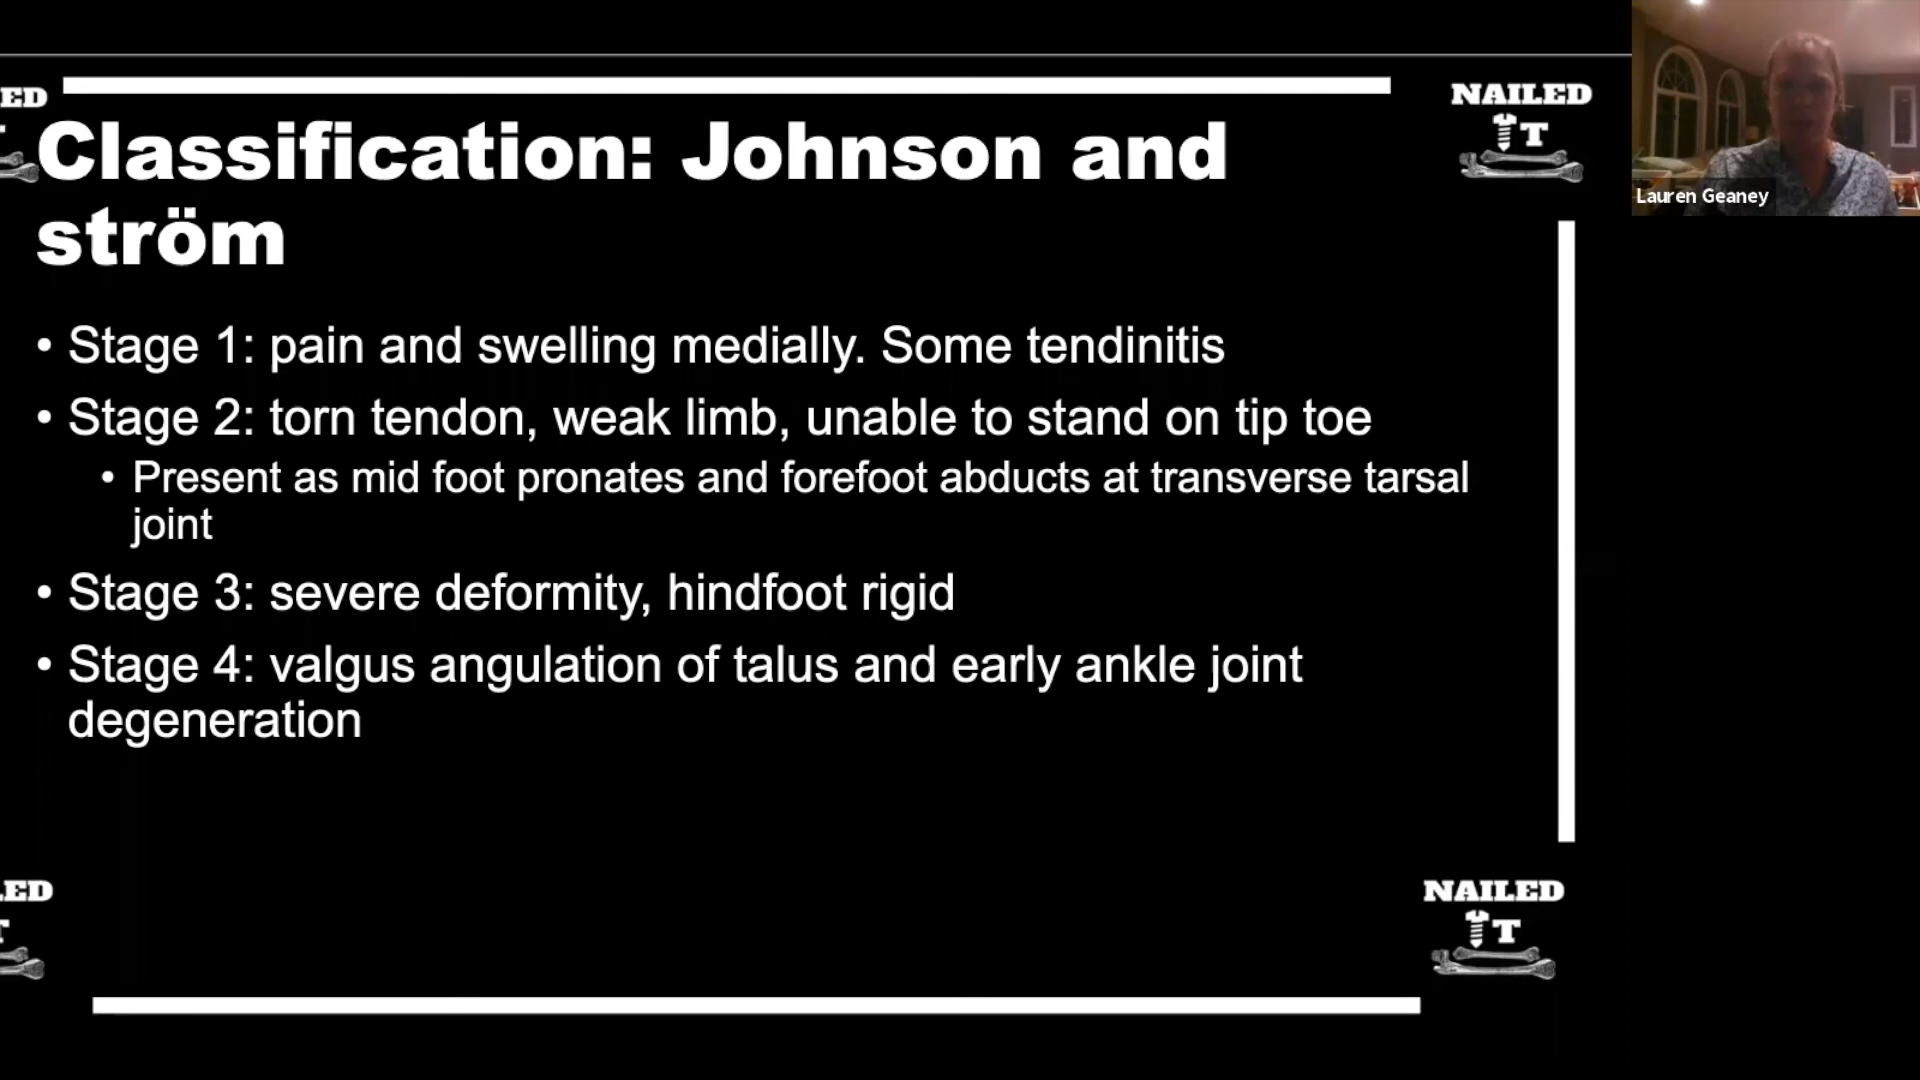 ED
NAILED
T
Classification: Johnson and
ström
• Stage 1: pain and swelling medially. Some tendinitis
• Stage 2: torn tendon, weak limb, unable to stand on tip toe
• Present as mid foot pronates and forefoot abducts at transverse tarsal
joint
• Stage 3: severe deformity, hindfoot rigid
• Stage 4: valgus angulation of talus and early ankle joint
degeneration
Lauren Geaney
ED
T
NAILED
T